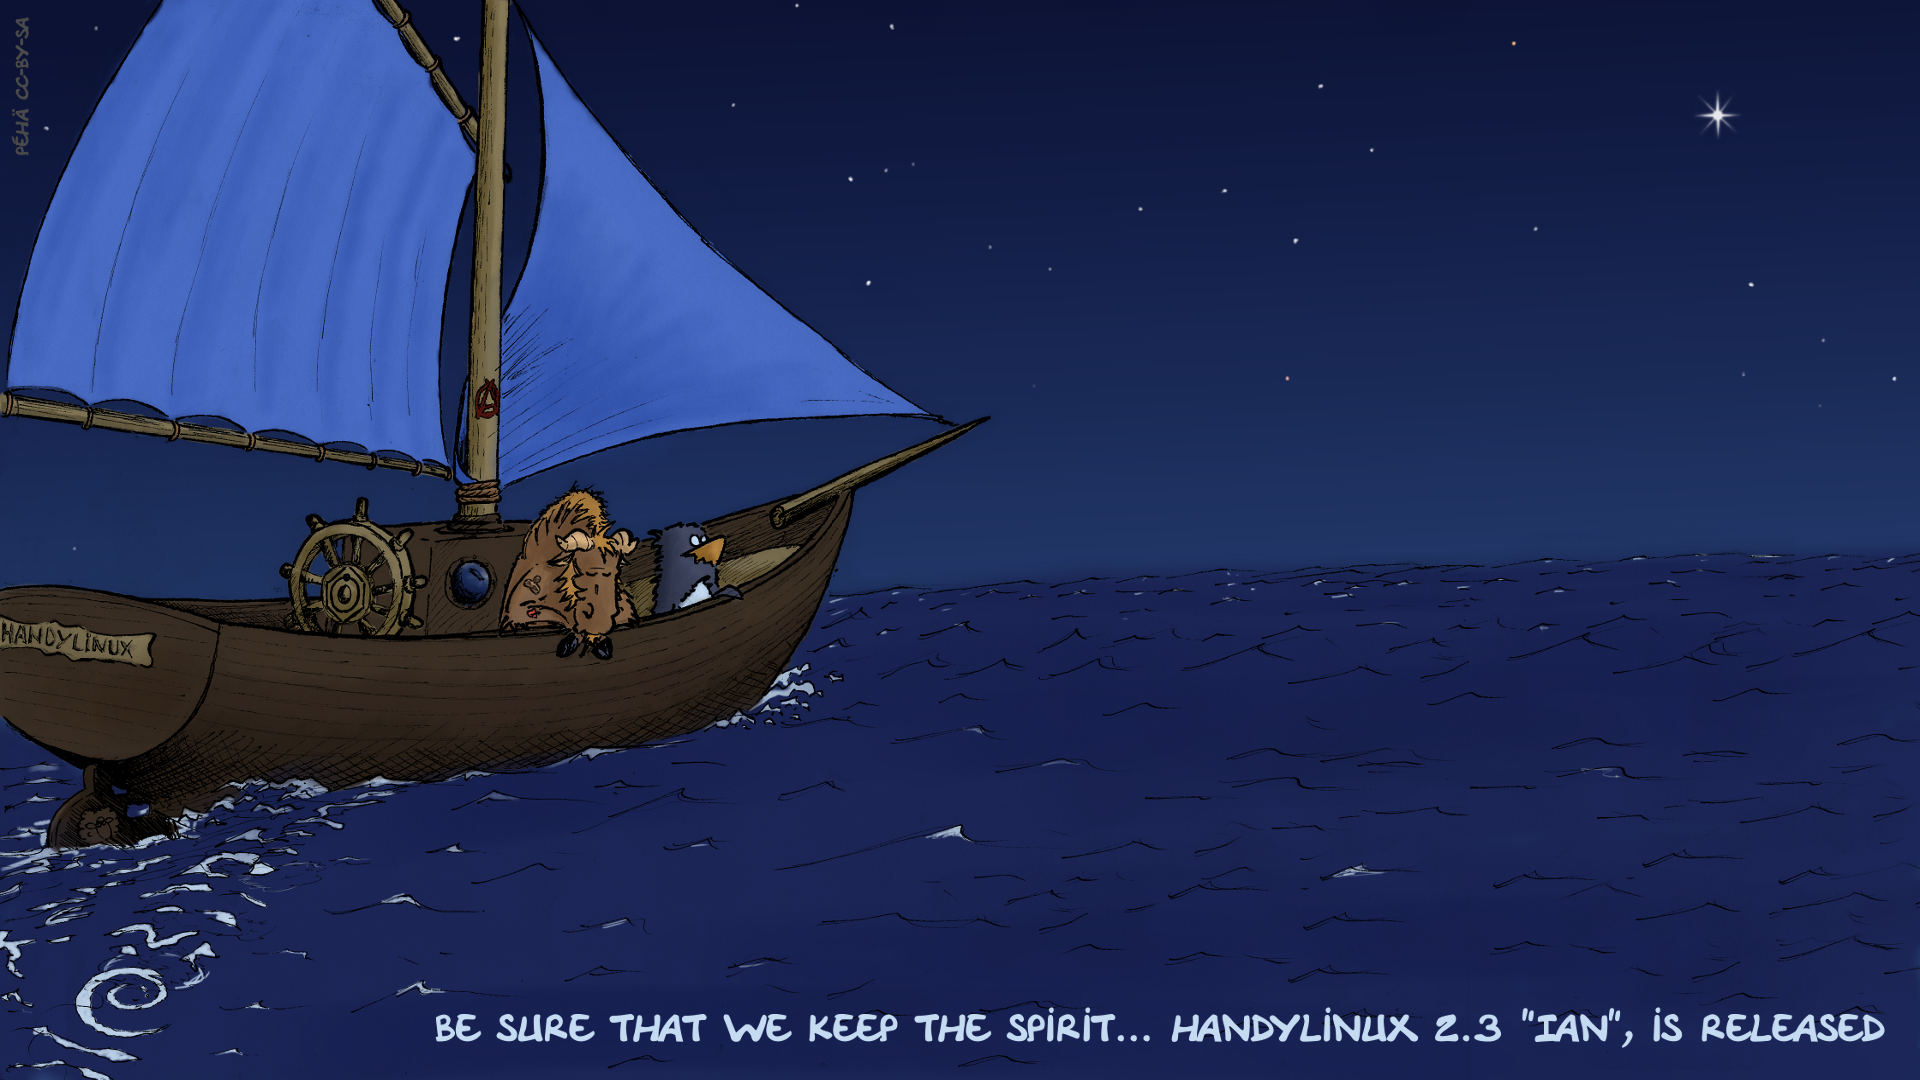 PÉHÄ CC-BY-SA
HANDYLINUX
BE SURE THAT WE KEEP THE SPIRIT... HANDYLINUX 2.3 "IAN", IS RELEASED